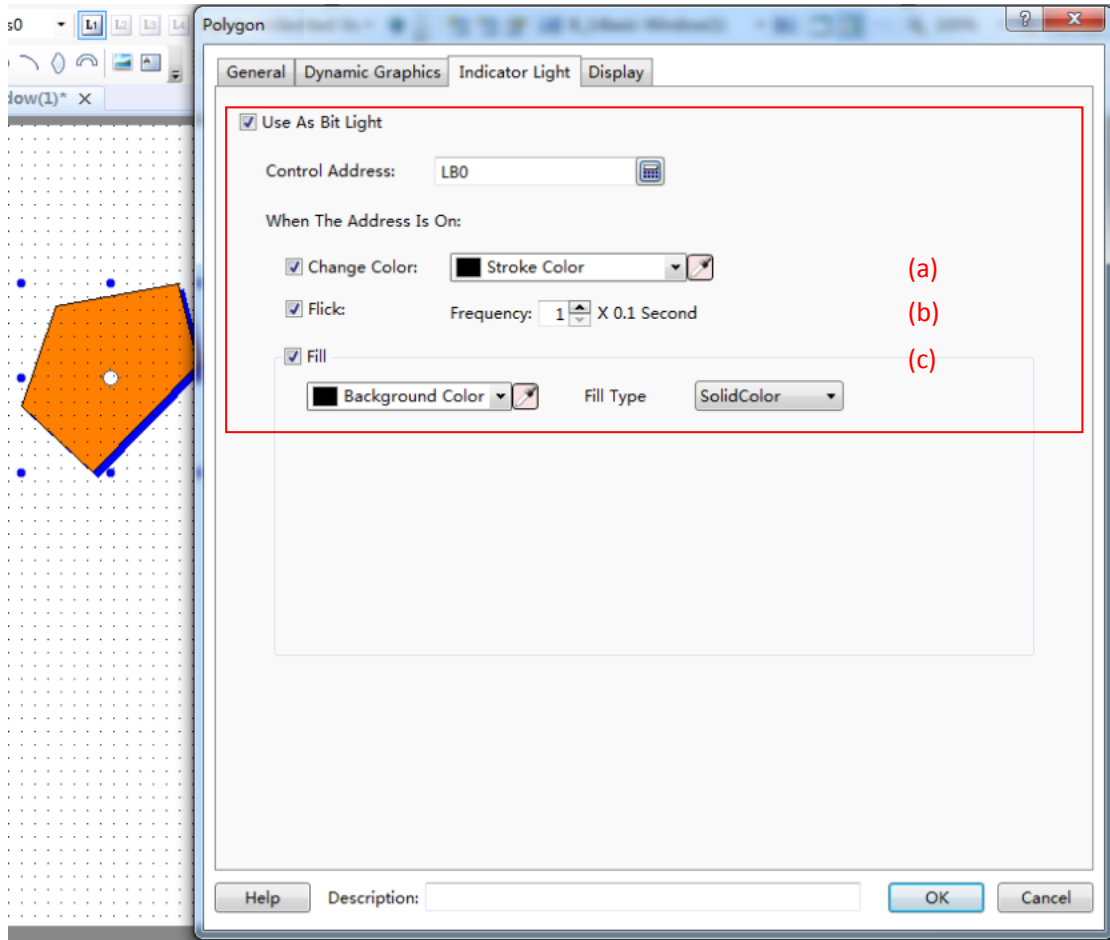 s0 L1 L2 L3 L4
Polygon
dow(1)*
General Dynamic Graphics Indicator Light Display
Use As Bit Light
Control Address: LB0
When The Address Is On:
Change Color: Stroke Color (a)
Flick: Frequency: 1 X 0.1 Second (b)
Fill (c)
Background Color Fill Type SolidColor
Help Description: OK Cancel